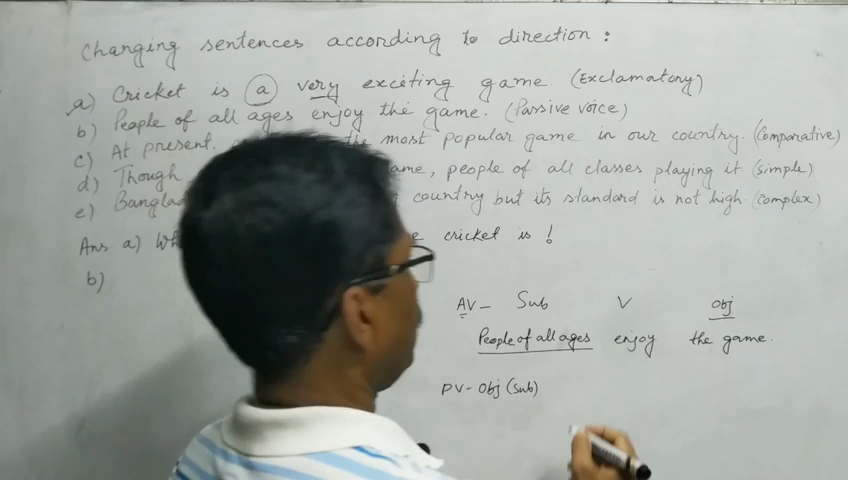 Changing sentences according to direction :
a) Cricket is a very exciting game. (Exclamatory)
b) People of all ages enjoy the game. (Passive voice)
c) At present. the most popular game in our country. (Comparative)
d) Though game, people of all classes playing it (simple)
e) country but its standard is not high. (complex)
Ans. a) cricket is !
b)
AV - Sub V Obj
People of all ages enjoy the game.
PV - Obj (sub)